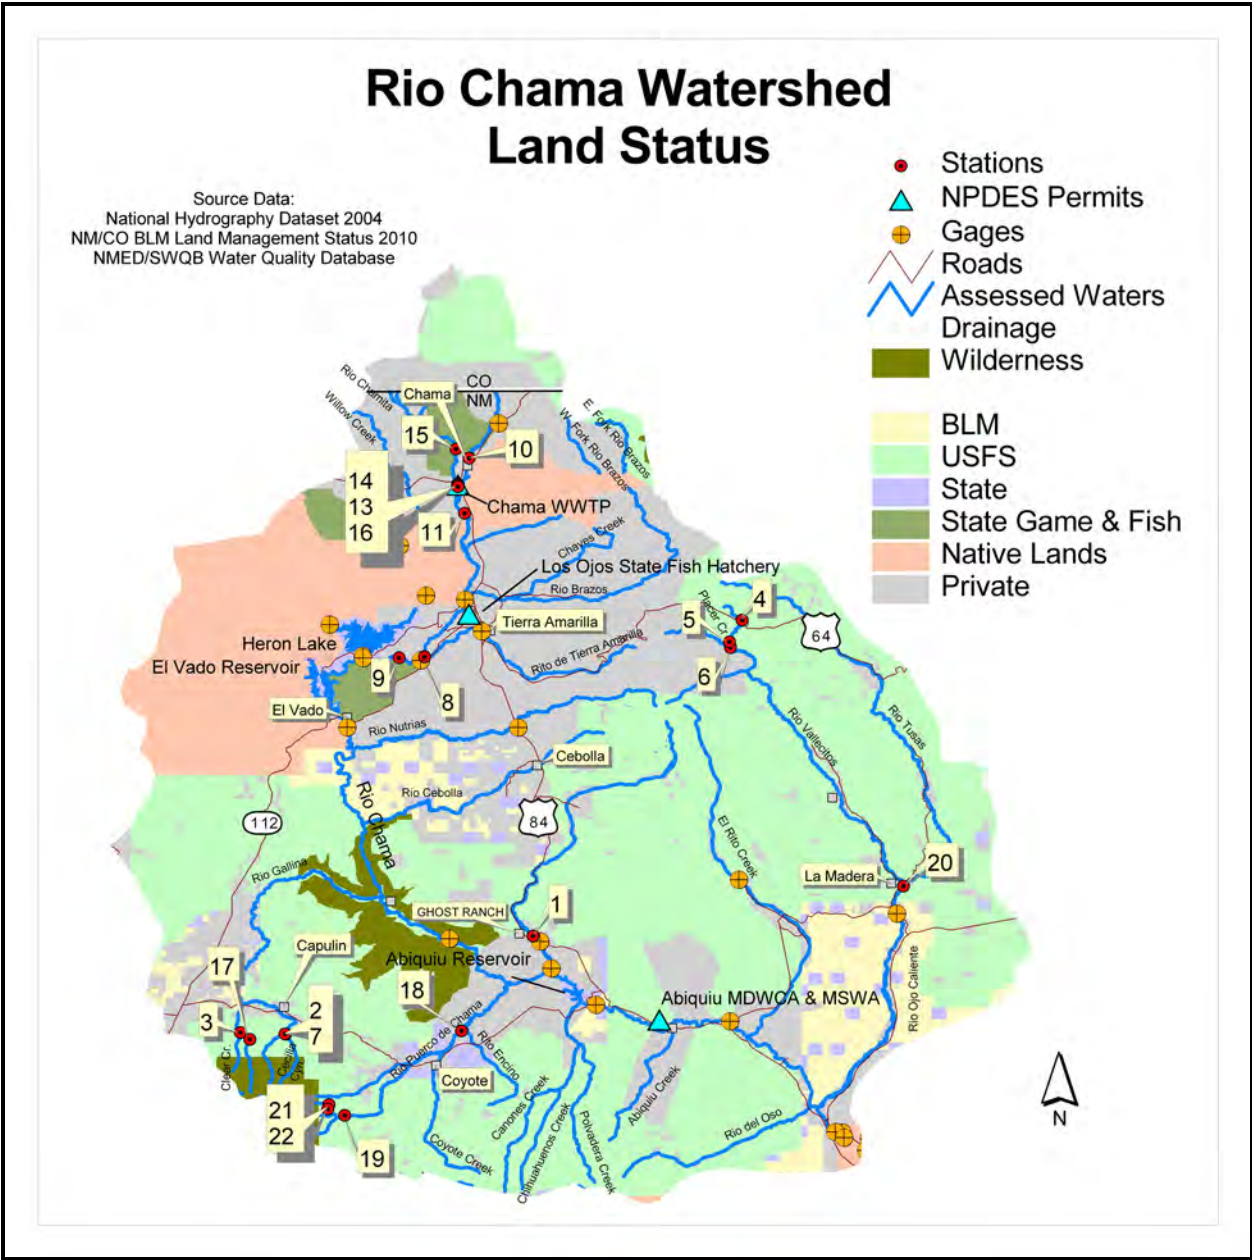 Rio Chama Watershed
Land Status
Source Data:
National Hydrography Dataset 2004
NM/CO BLM Land Management Status 2010
NMED/SWQB Water Quality Database
Stations
NPDES Permits
Gages
Roads
Assessed Waters
Drainage
Wilderness
BLM
USFS
State
State Game & Fish
Native Lands
Private
CO
NM
Rio Chamita
Willow Creek
Chama
E. Fork Rio Brazos
W. Fork Rio Brazos
15
10
14
13
16
Chama WWTP
11
Chaves Creek
Los Ojos State Fish Hatchery
Rio Brazos
Placer Cr.
4
5
6
64
Tierra Amarilla
Rito de Tierra Amarilla
Heron Lake
El Vado Reservoir
9
8
El Vado
Rio Nutrias
Rio Vallecitos
Rio Tusas
Cebolla
Rio Cebolla
Rio Chama
84
112
El Rito Creek
Rio Gallina
La Madera
20
GHOST RANCH
1
Capulin
Abiquiu Reservoir
17
18
Abiquiu MDWCA & MSWA
Rio Ojo Caliente
3
2
7
Rio Puerco de Chama
Rito Encino
Clear Cr.
Cecilia
Cyn
Coyote
Canones Creek
Abiquiu Creek
21
22
19
Coyote Creek
Chihuahuenos Creek
Polvadera Creek
Rio del Oso
N